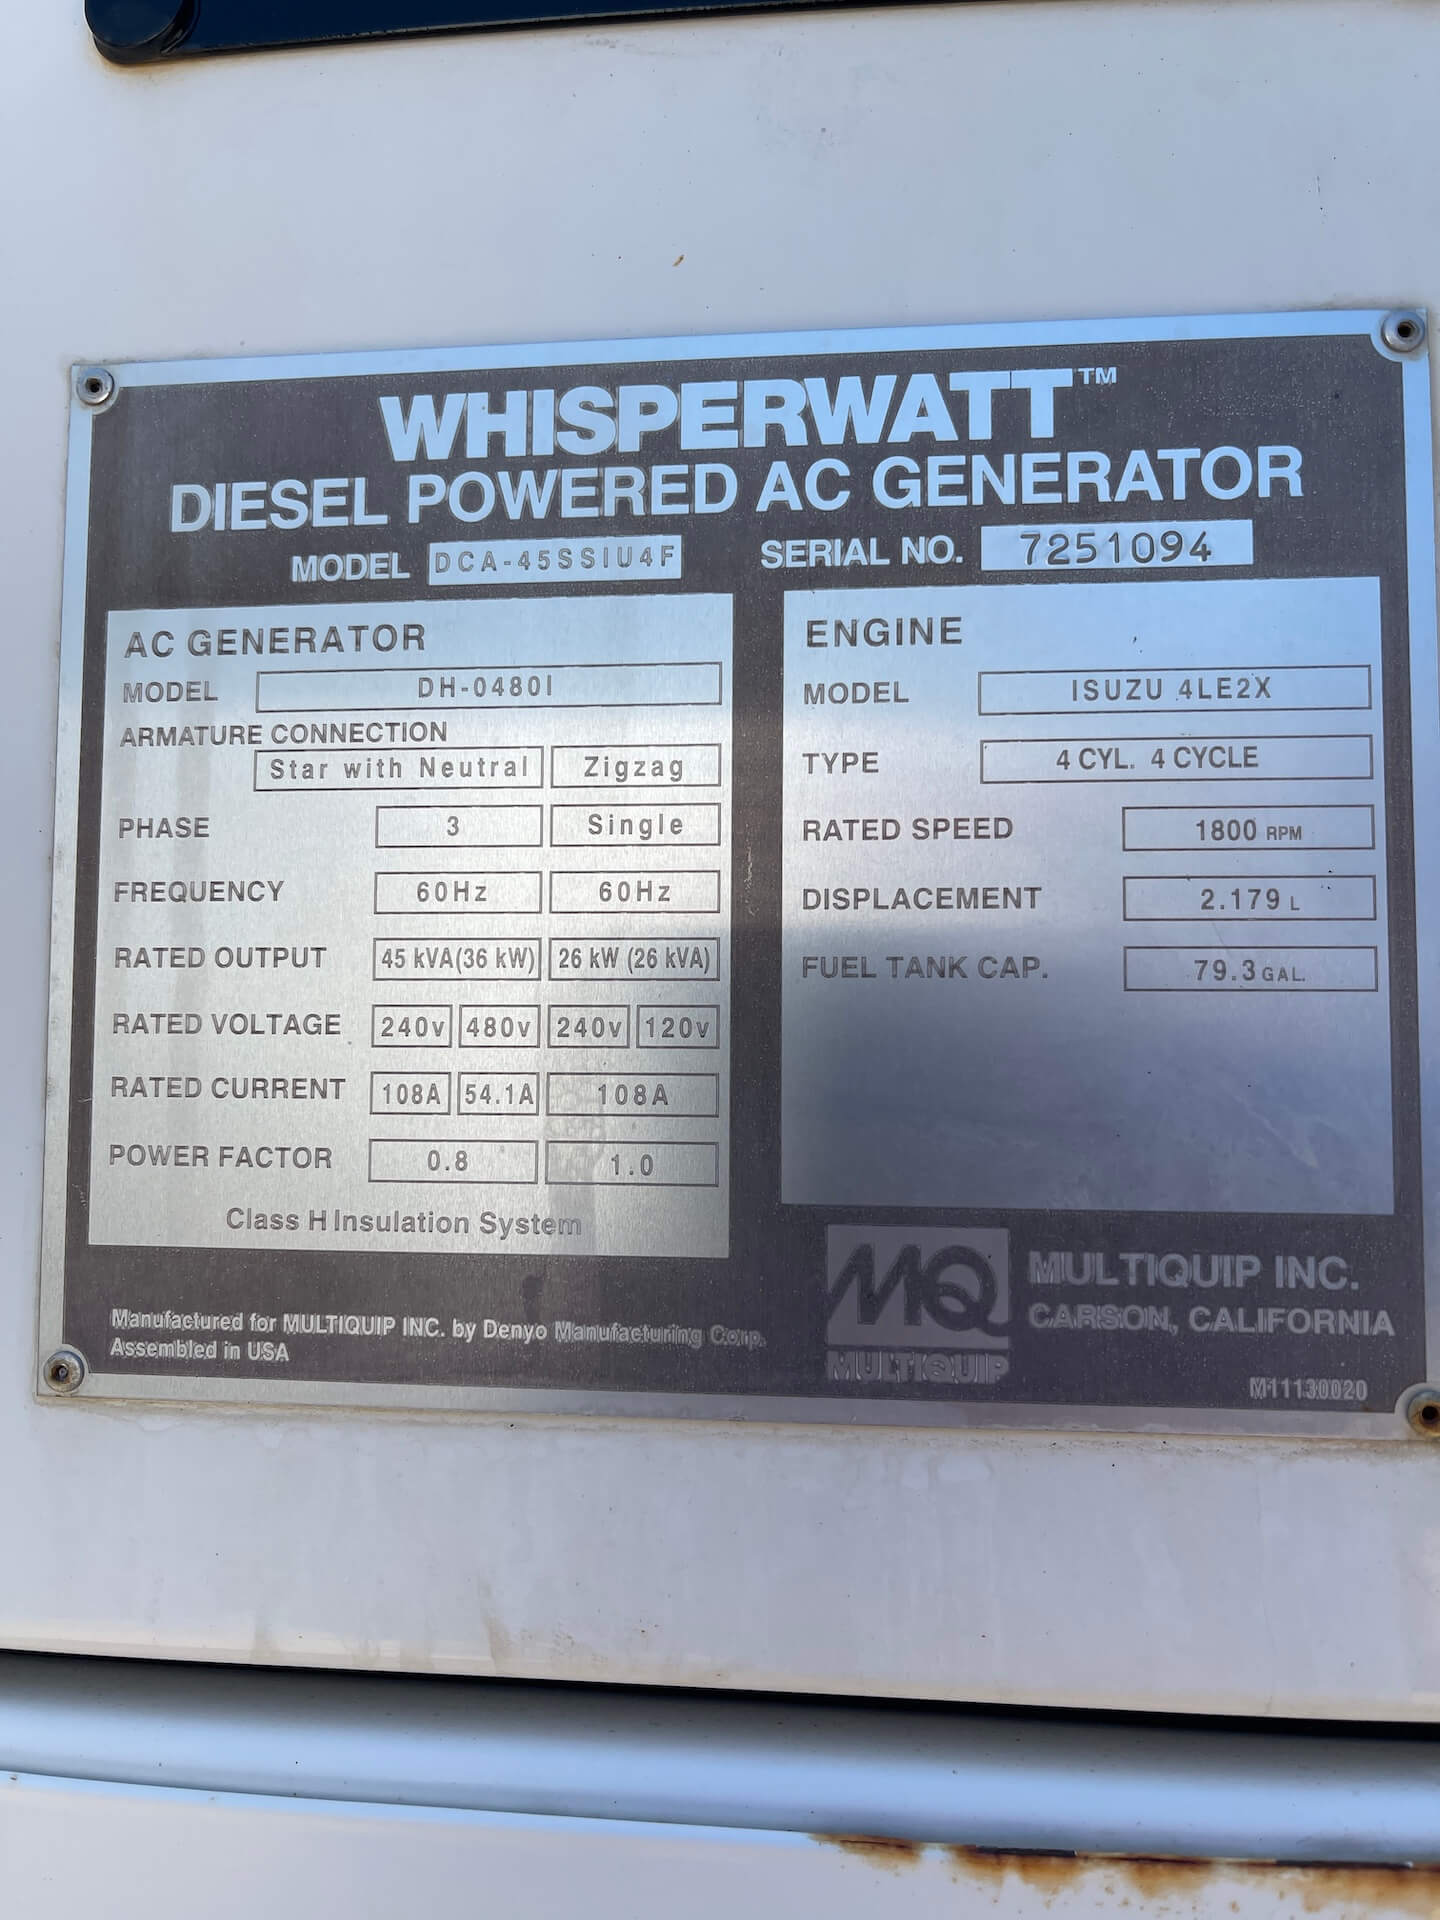 WHISPERWATT™
DIESEL POWERED AC GENERATOR
MODEL DCA-45SSIU4F SERIAL NO. 7251094
AC GENERATOR
MODEL DH-0480I
ARMATURE CONNECTION
Star with Neutral Zigzag
PHASE 3 Single
FREQUENCY 60Hz 60Hz
RATED OUTPUT 45 kVA(36 kW) 26 kW (26 kVA)
RATED VOLTAGE 240v 480v 240v 120v
RATED CURRENT 108A 54.1A 108A
POWER FACTOR 0.8 1.0
Class H Insulation System
ENGINE
MODEL ISUZU 4LE2X
TYPE 4 CYL. 4 CYCLE
RATED SPEED 1800 RPM
DISPLACEMENT 2.179 L
FUEL TANK CAP. 79.3 GAL.
Manufactured for MULTIQUIP INC. by Denyo Manufacturing Corp.
Assembled in USA
MQ
MULTIQUIP
MULTIQUIP INC.
CARSON, CALIFORNIA
M11130020